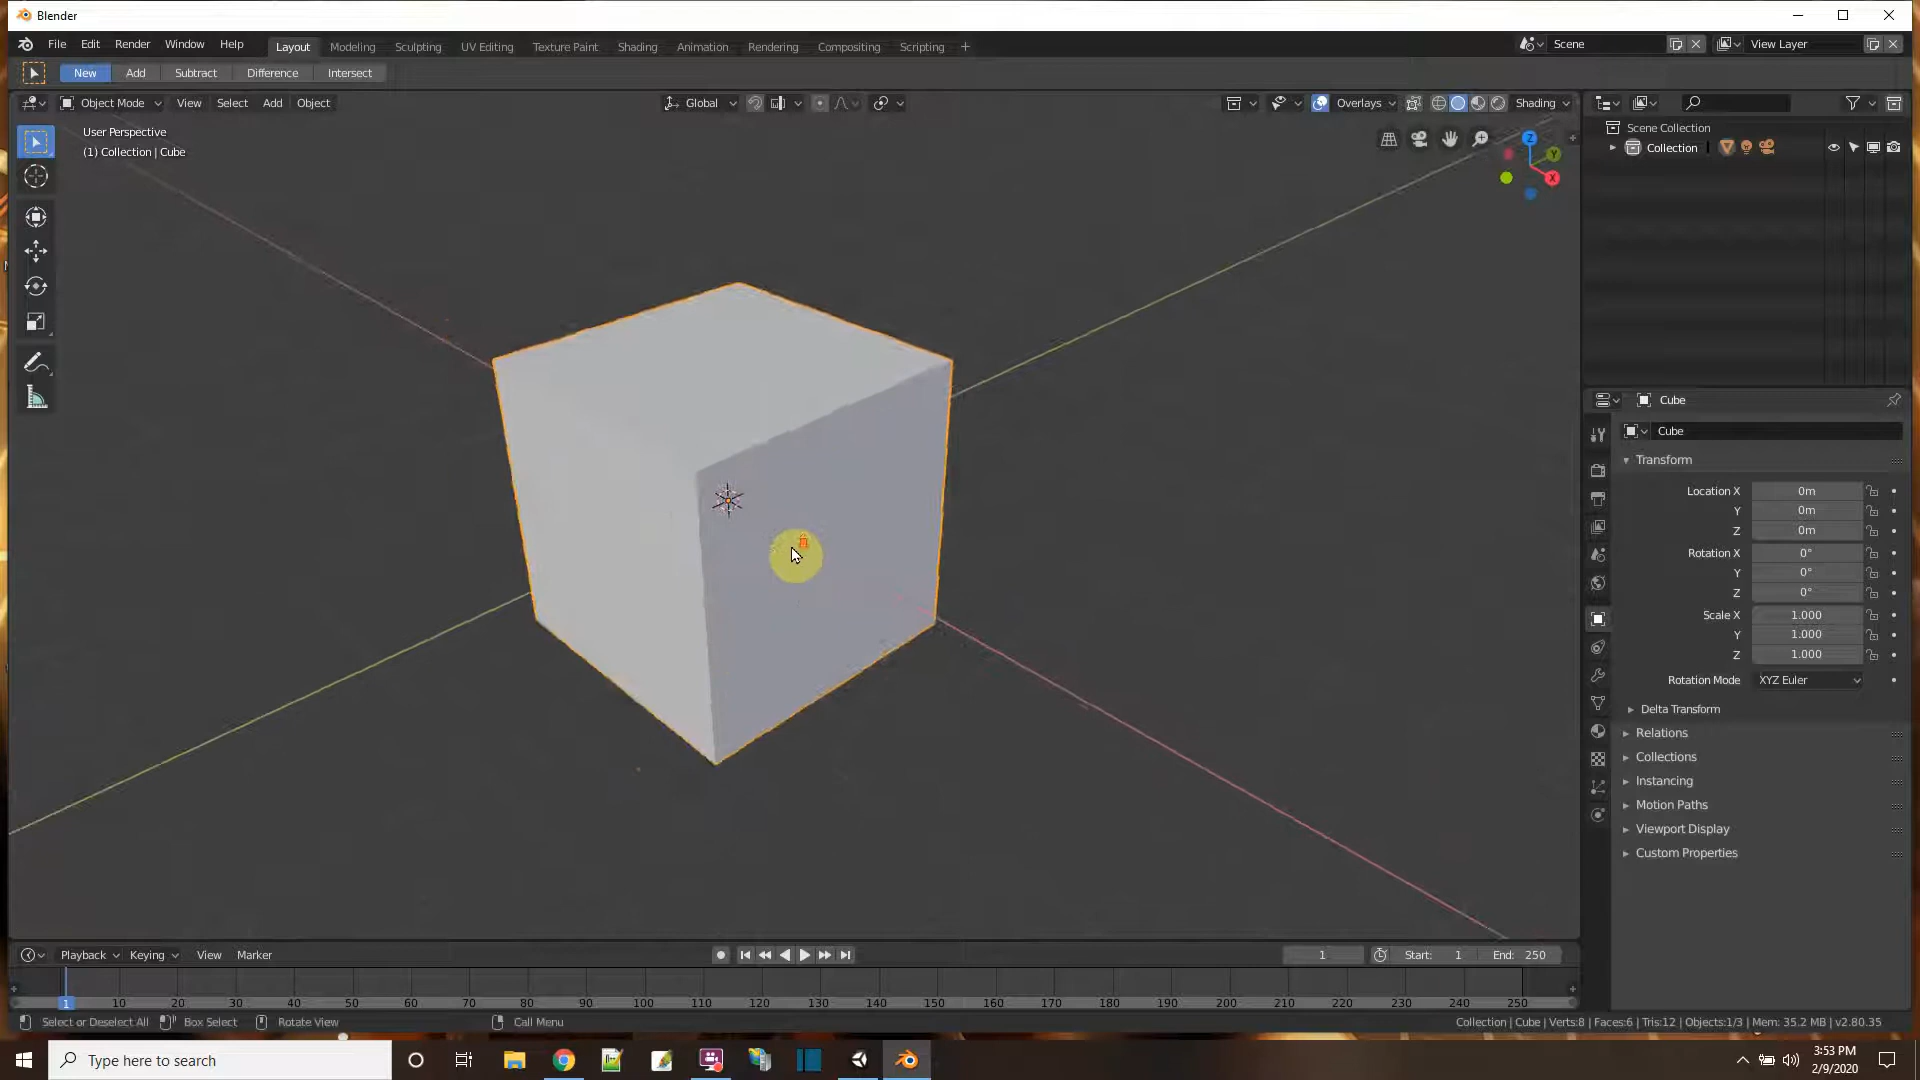 Blender
File Edit Render Window Help Layout Modeling Sculpting UV Editing Texture Paint Shading Animation Rendering Compositing Scripting + Scene View Layer
New Add Subtract Difference Intersect
Object Mode View Select Add Object Global Overlays Shading
User Perspective
(1) Collection | Cube
Z
Y
X
Scene Collection
Collection
Cube
Cube
Transform
Location X 0m
Y 0m
Z 0m
Rotation X 0°
Y 0°
Z 0°
Scale X 1.000
Y 1.000
Z 1.000
Rotation Mode XYZ Euler
Delta Transform
Relations
Collections
Instancing
Motion Paths
Viewport Display
Custom Properties
Playback Keying View Marker 1 Start: 1 End: 250
1 10 20 30 40 50 60 70 80 90 100 110 120 130 140 150 160 170 180 190 200 210 220 230 240 250
Select or Deselect All Box Select Rotate View Call Menu Collection | Cube | Verts:8 | Faces:6 | Tris:12 | Objects:1/3 | Mem: 35.2 MB | v2.80.35
Type here to search
3:53 PM
2/9/2020